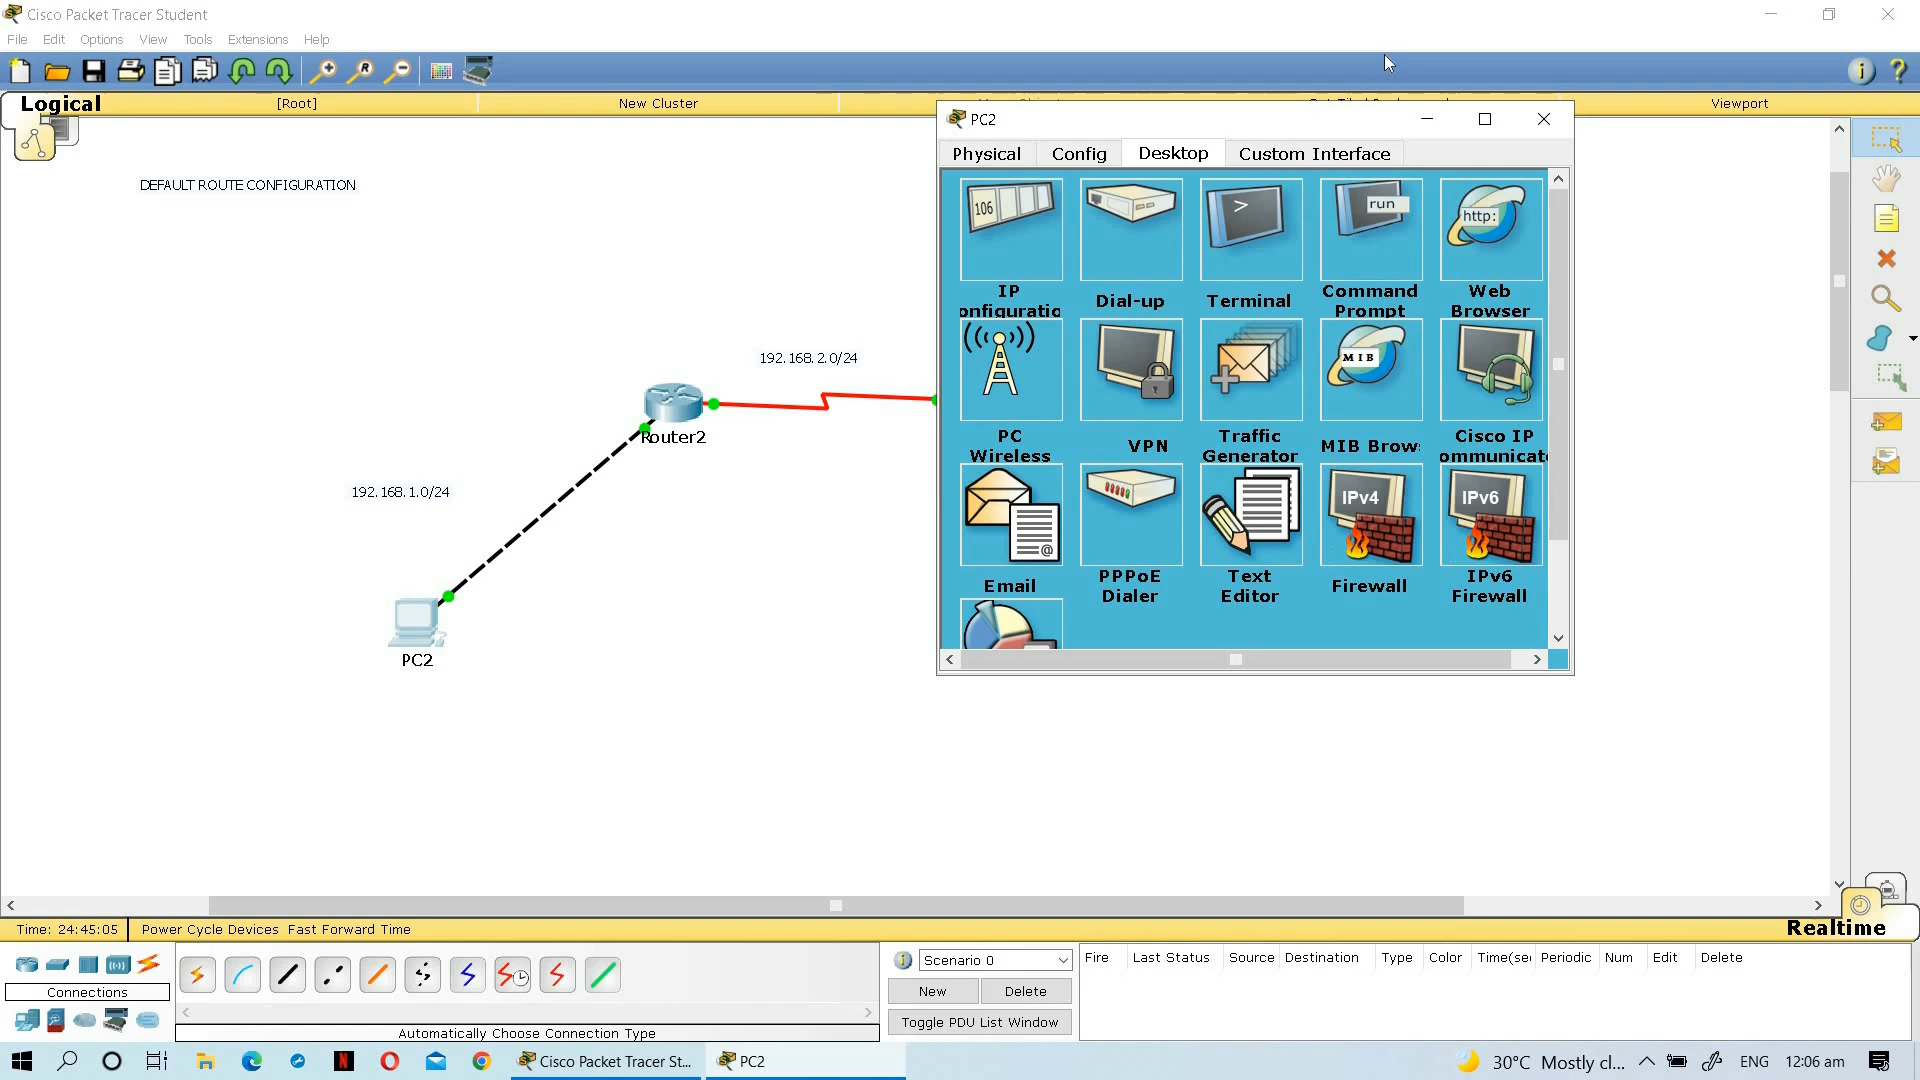 Cisco Packet Tracer Student
File Edit Options View Tools Extensions Help
Logical [Root] New Cluster Viewport
PC2
Physical Config Desktop Custom Interface
DEFAULT ROUTE CONFIGURATION
106
>
run
http:
IP
onfiguratio
Dial-up
Terminal
Command
Prompt
Web
Browser
MIB
PC
Wireless
VPN
Traffic
Generator
MIB Brow
Cisco IP
ommunicat
@
IPv4
IPv6
Email
PPPoE
Dialer
Text
Editor
Firewall
IPv6
Firewall
192.168.2.0/24
Router2
192.168.1.0/24
PC2
Time: 24:45:05 Power Cycle Devices Fast Forward Time
Realtime
Connections
Automatically Choose Connection Type
Scenario 0
New Delete
Toggle PDU List Window
Fire Last Status Source Destination Type Color Time(se Periodic Num Edit Delete
Cisco Packet Tracer St...
PC2
30°C Mostly cl... ENG 12:06 am